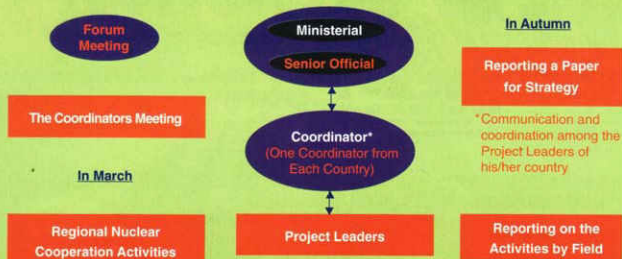 Forum
Meeting
The Coordinators Meeting
In March
Regional Nuclear
Cooperation Activities
Ministerial
Senior Official
Coordinator*
(One Coordinator from
Each Country)
Project Leaders
In Autumn
Reporting a Paper
for Strategy
*Communication and
coordination among the
Project Leaders of
his/her country
Reporting on the
Activities by Field